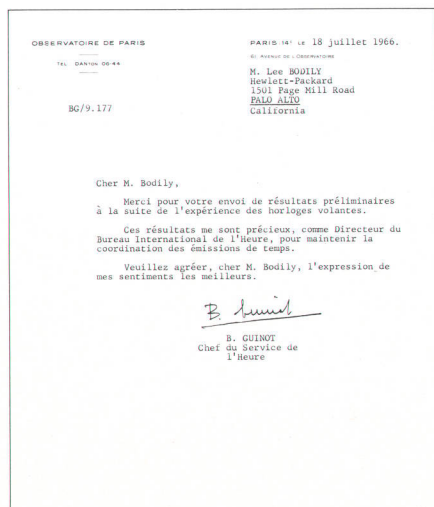 OBSERVATOIRE DE PARIS
TEL. DANTON 06-44
BG/9.177
PARIS 14ᵉ LE 18 juillet 1966.
61 AVENUE DE L'OBSERVATOIRE
M. Lee BODILY
Hewlett-Packard
1501 Page Mill Road
PALO ALTO
California
Cher M. Bodily,
Merci pour votre envoi de résultats préliminaires
à la suite de l'expérience des horloges volantes.
Ces résultats me sont précieux, comme Directeur du
Bureau International de l'Heure, pour maintenir la
coordination des émissions de temps.
Veuillez agréer, cher M. Bodily, l'expression de
mes sentiments les meilleurs.
B. Guinot
B. GUINOT
Chef du Service de
l'Heure